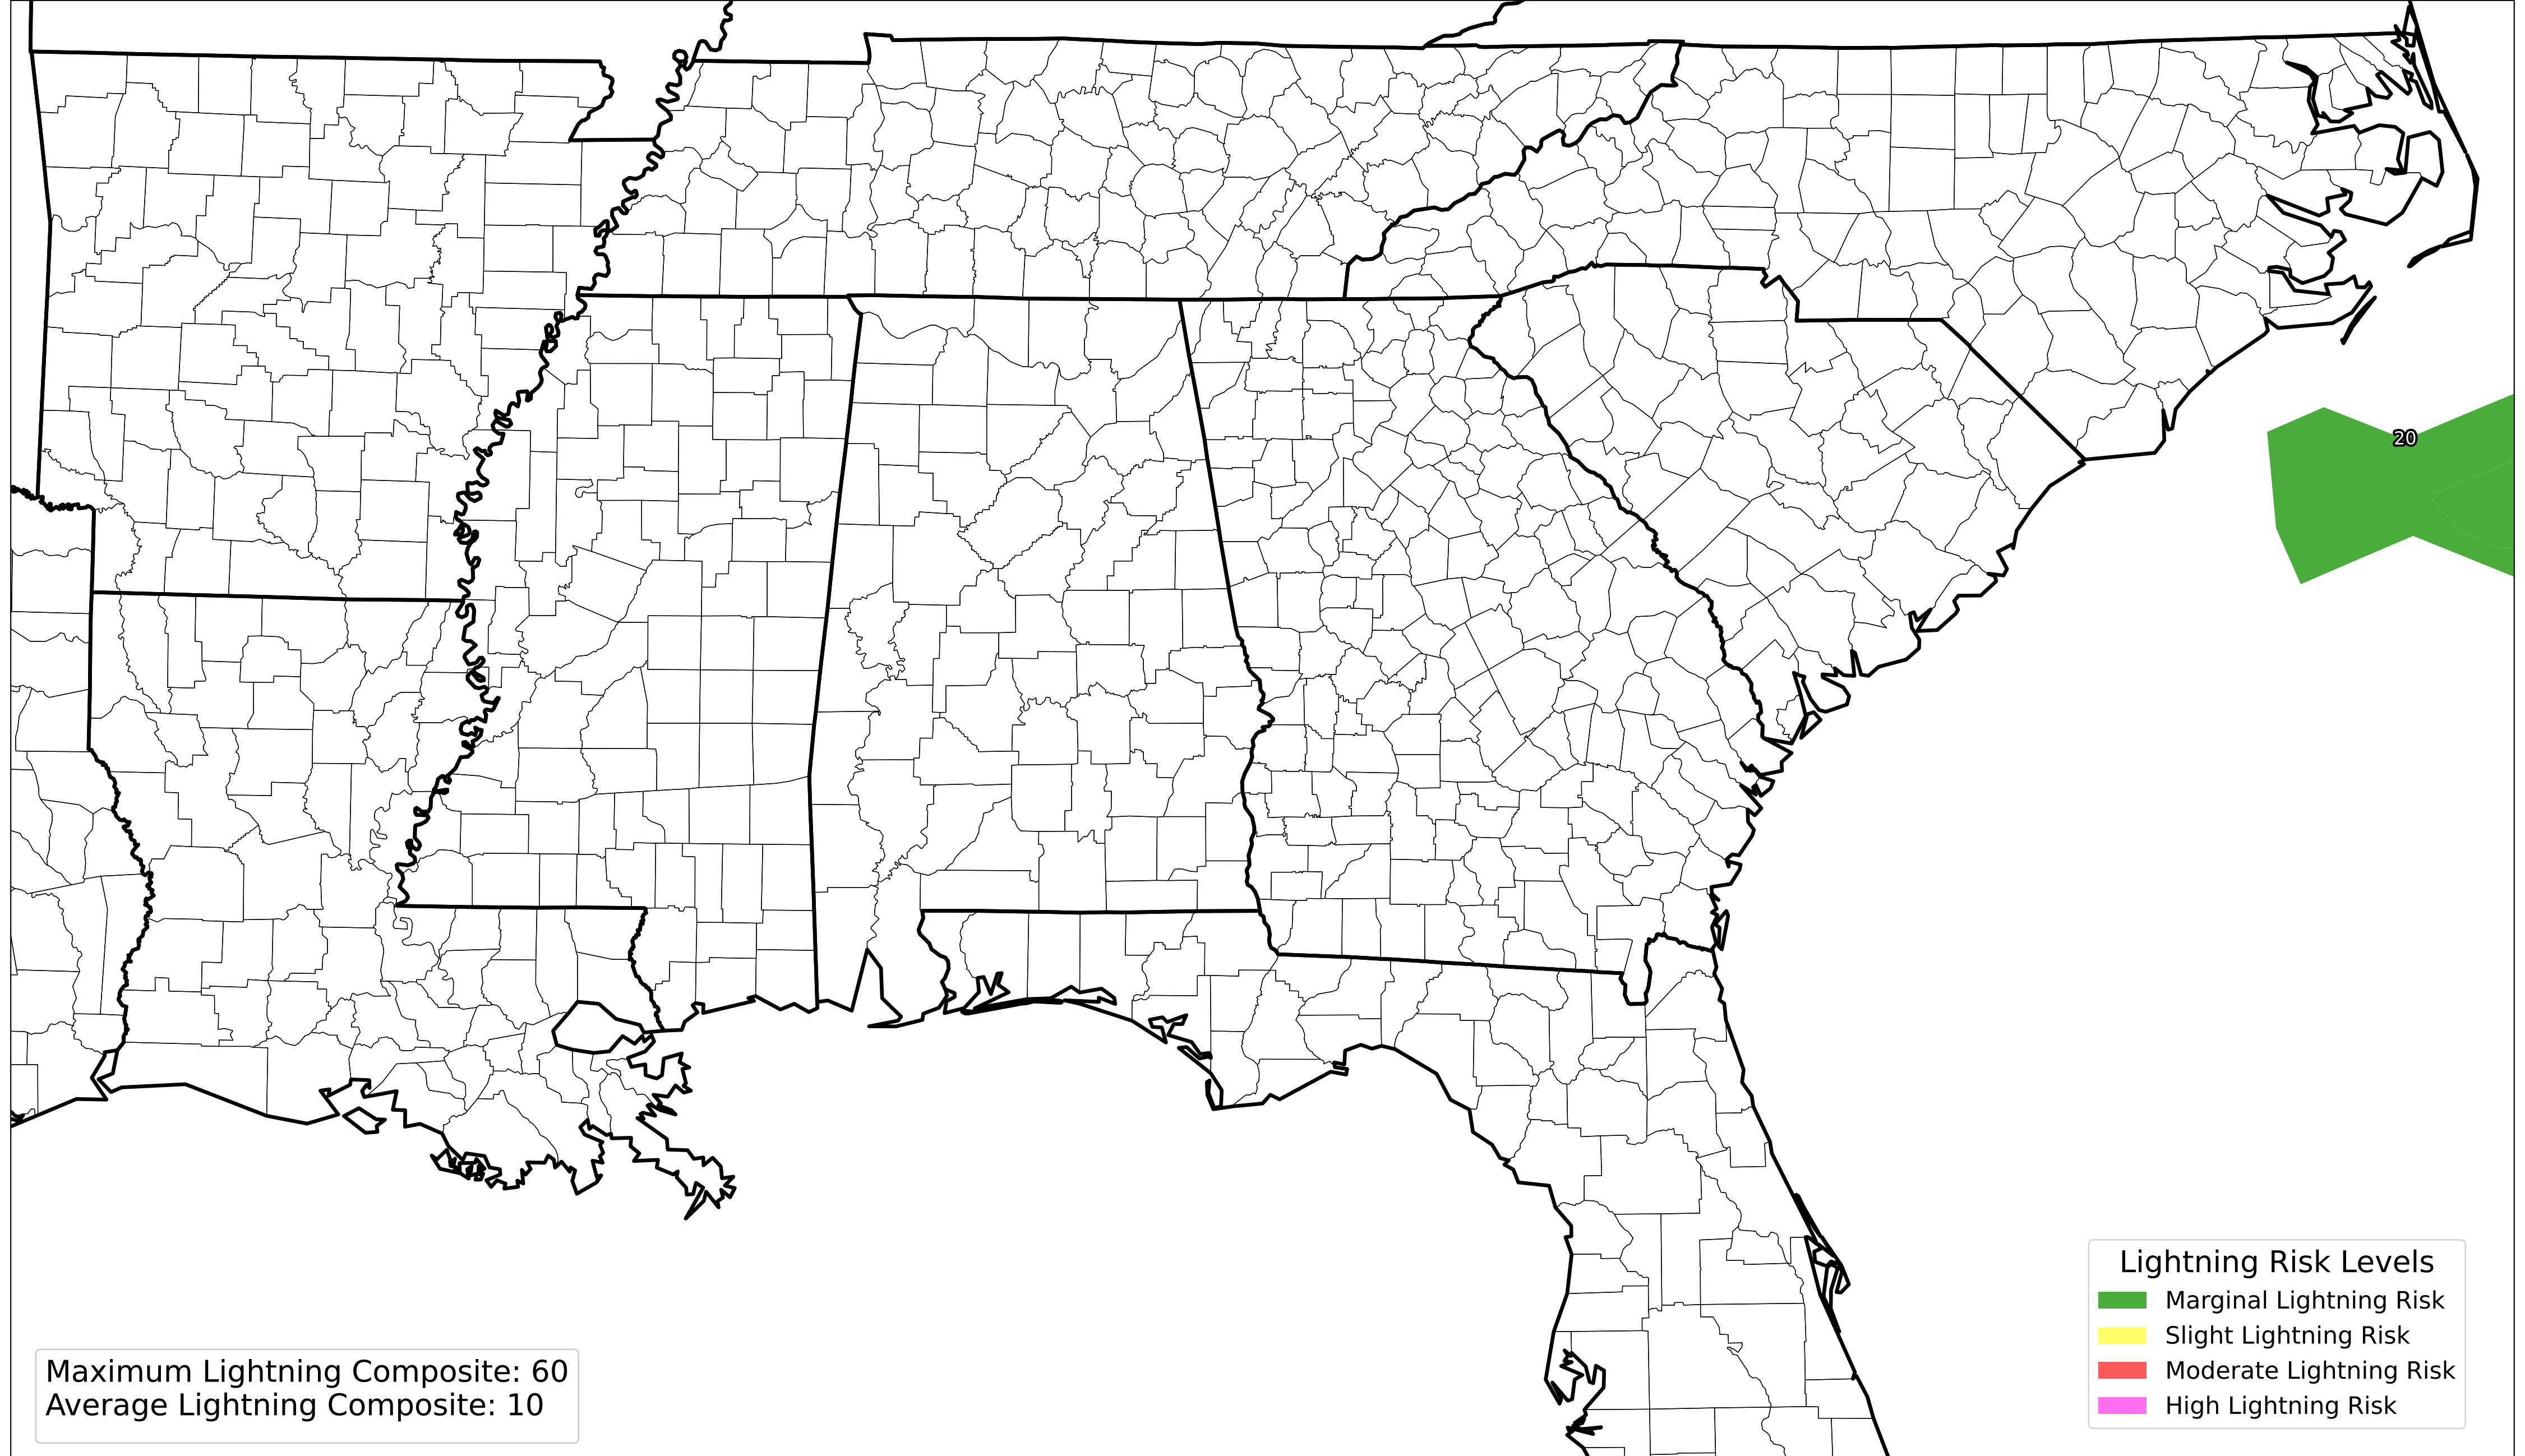 20
Lightning Risk Levels
Marginal Lightning Risk
Slight Lightning Risk
Moderate Lightning Risk
High Lightning Risk
Maximum Lightning Composite: 60
Average Lightning Composite: 10